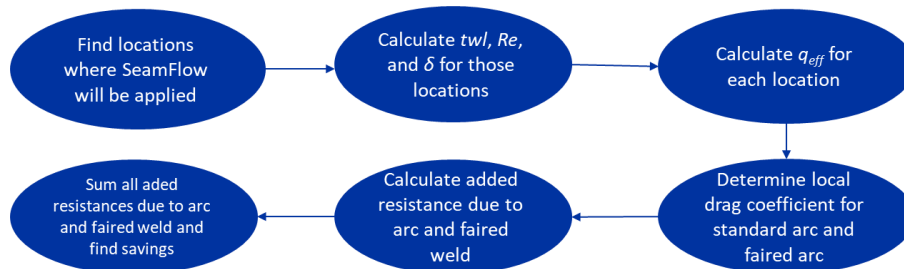 Find locations
where SeamFlow
will be applied
Calculate twl, Re,
and δ for those
locations
Calculate qeff for
each location
Determine local
drag coefficient for
standard arc and
faired arc
Calculate added
resistance due to
arc and faired
weld
Sum all aded
resistances due to arc
and faired weld and
find savings